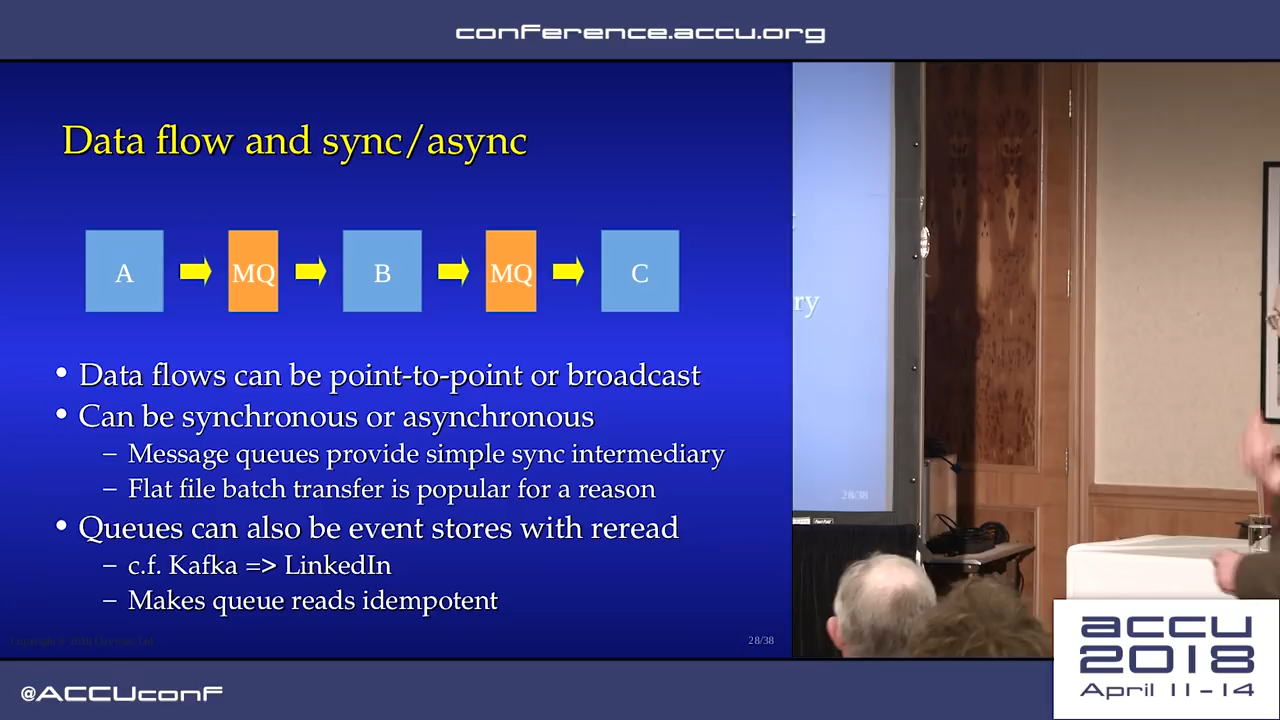 conference.accu.org
Data flow and sync/async
A
MQ
B
MQ
C
• Data flows can be point-to-point or broadcast
• Can be synchronous or asynchronous
– Message queues provide simple sync intermediary
– Flat file batch transfer is popular for a reason
• Queues can also be event stores with reread
– c.f. Kafka => LinkedIn
– Makes queue reads idempotent
28/38
ry
28/38
accu
2018
April 11-14
@ACCUconf